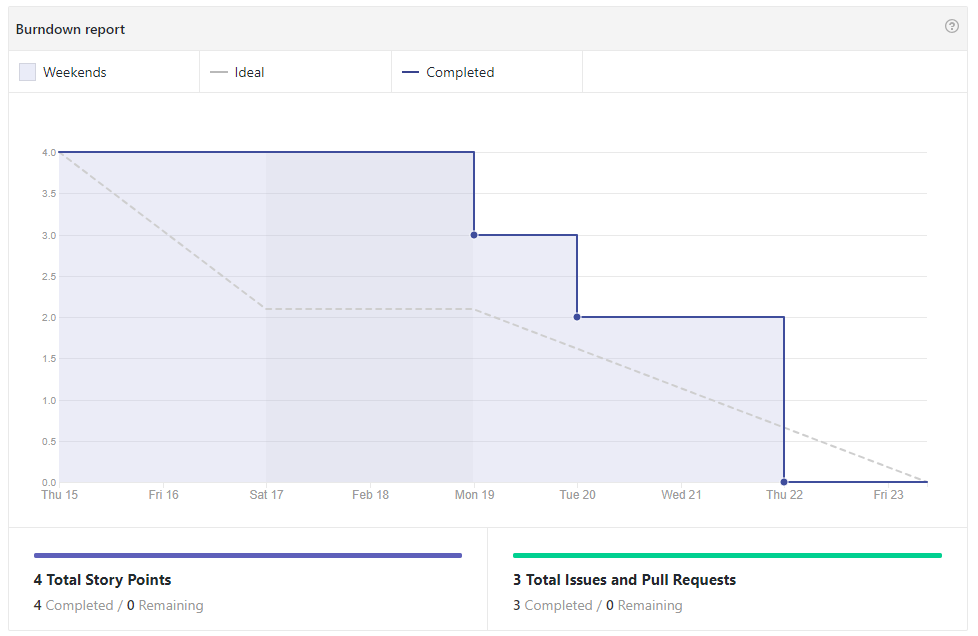 Burndown report
?
Weekends
Ideal
Completed
4.0
3.5
3.0
2.5
2.0
1.5
1.0
0.5
0.0
Thu 15 Fri 16 Sat 17 Feb 18 Mon 19 Tue 20 Wed 21 Thu 22 Fri 23
4 Total Story Points
4 Completed / 0 Remaining
3 Total Issues and Pull Requests
3 Completed / 0 Remaining